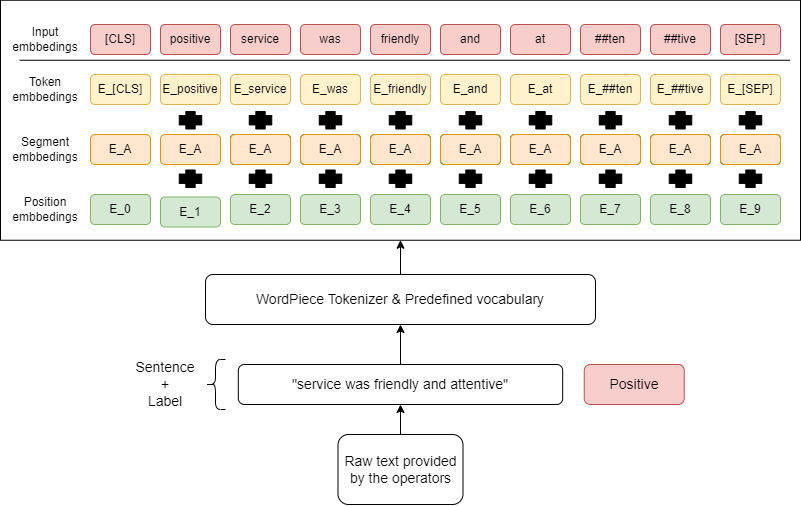 Input embbedings
[CLS] positive service was friendly and at ##ten ##tive [SEP]
Token embbedings
E_[CLS] E_positive E_service E_was E_friendly E_and E_at E_##ten E_##tive E_[SEP]
Segment embbedings
E_A E_A E_A E_A E_A E_A E_A E_A E_A E_A
Position embbedings
E_0 E_1 E_2 E_3 E_4 E_5 E_6 E_7 E_8 E_9
WordPiece Tokenizer & Predefined vocabulary
Sentence
+
Label
"service was friendly and attentive"
Positive
Raw text provided
by the operators